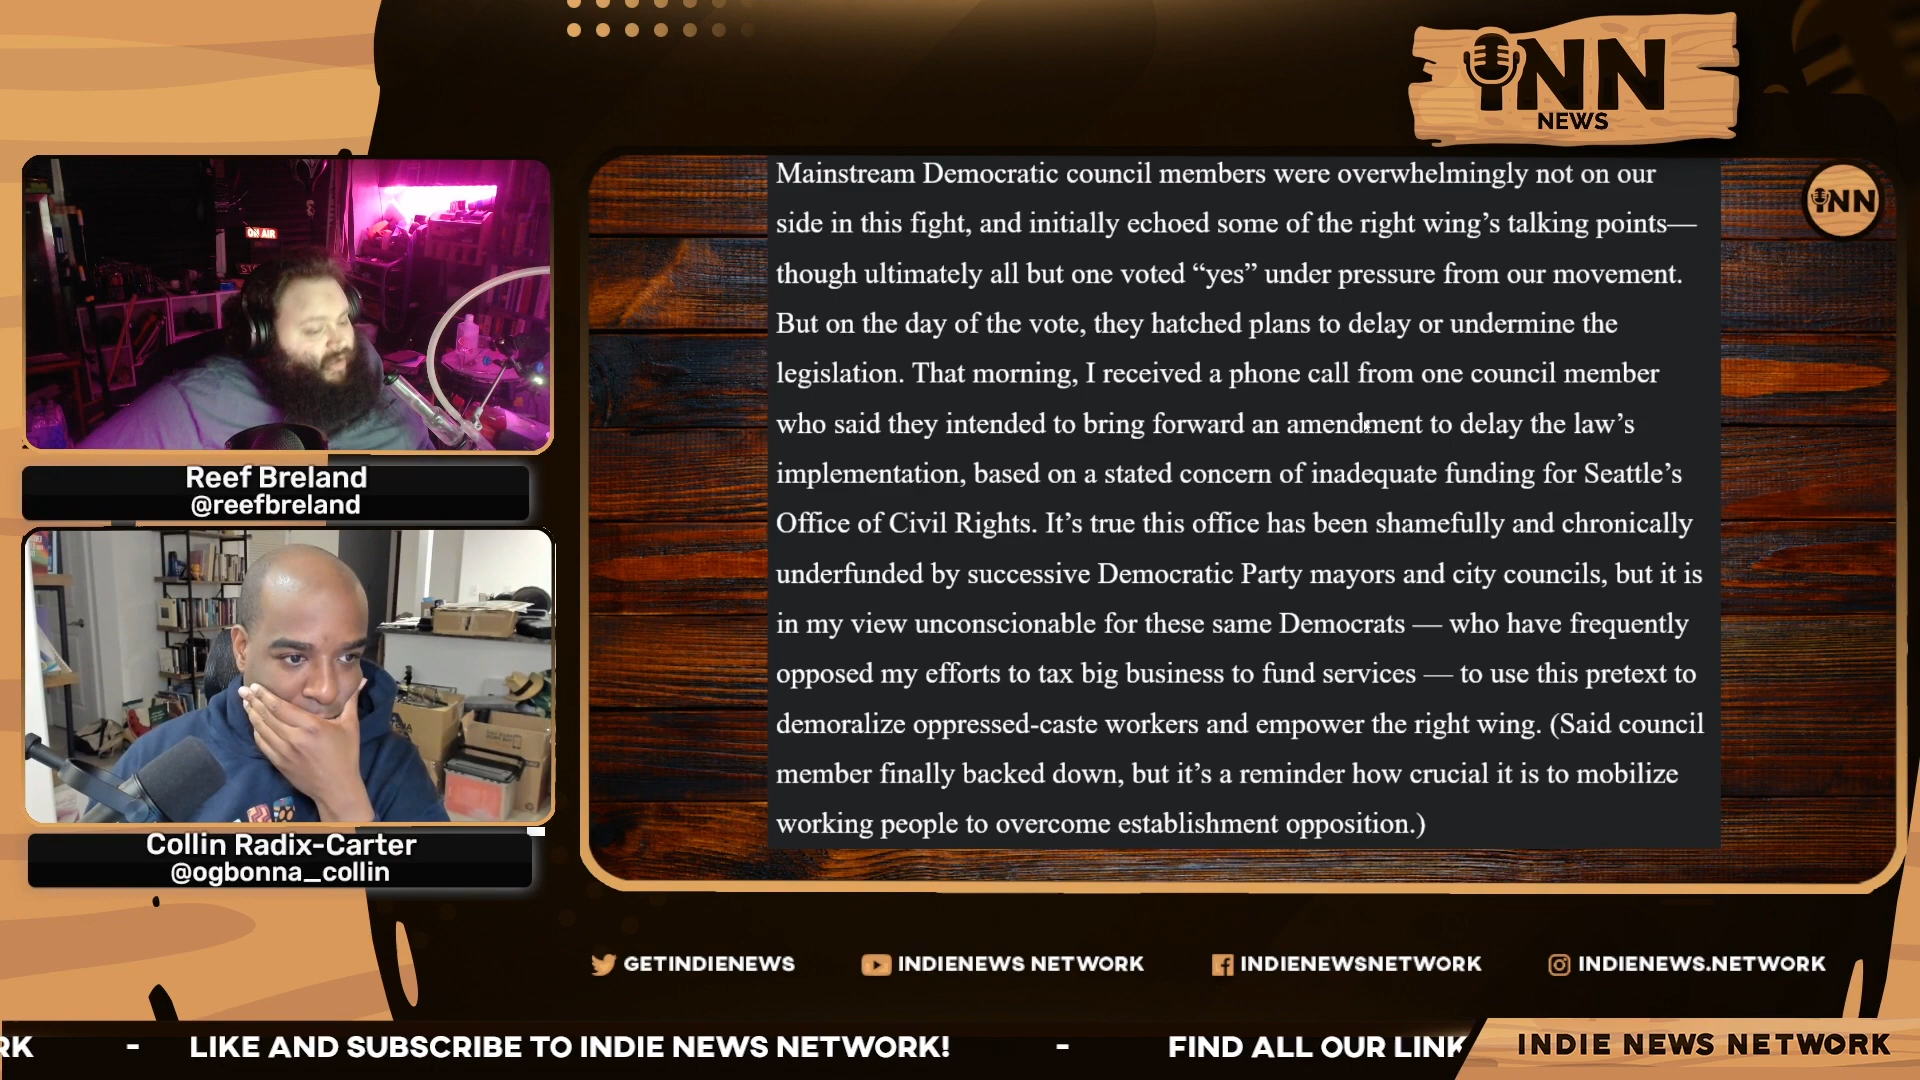 iNN
NEWS
ON AIR
Reef Breland
@reefbreland
Collin Radix-Carter
@ogbonna_collin
Mainstream Democratic council members were overwhelmingly not on our
side in this fight, and initially echoed some of the right wing’s talking points—
though ultimately all but one voted “yes” under pressure from our movement.
But on the day of the vote, they hatched plans to delay or undermine the
legislation. That morning, I received a phone call from one council member
who said they intended to bring forward an amendment to delay the law’s
implementation, based on a stated concern of inadequate funding for Seattle’s
Office of Civil Rights. It’s true this office has been shamefully and chronically
underfunded by successive Democratic Party mayors and city councils, but it is
in my view unconscionable for these same Democrats — who have frequently
opposed my efforts to tax big business to fund services — to use this pretext to
demoralize oppressed-caste workers and empower the right wing. (Said council
member finally backed down, but it’s a reminder how crucial it is to mobilize
working people to overcome establishment opposition.)
iNN
GETINDIENEWS
INDIENEWS NETWORK
INDIENEWSNETWORK
INDIENEWS.NETWORK
RK - LIKE AND SUBSCRIBE TO INDIE NEWS NETWORK! - FIND ALL OUR LINK
INDIE NEWS NETWORK